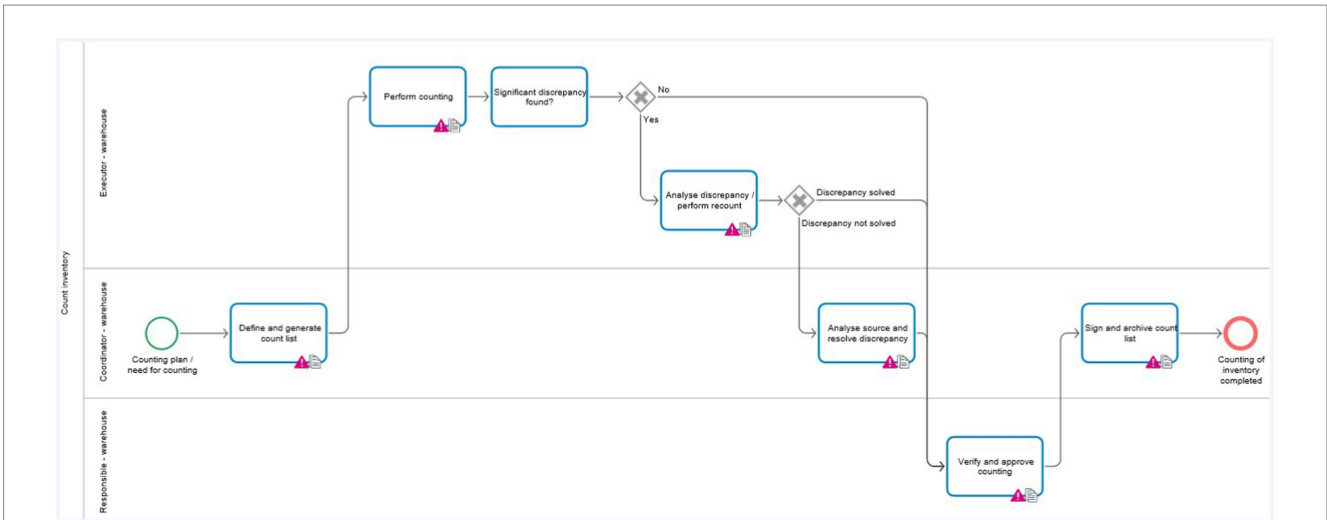 Count inventory
Executor - warehouse
Perform counting
Significant discrepancy
found?
No
Yes
Analyse discrepancy /
perform recount
Discrepancy solved
Discrepancy not solved
Coordinator - warehouse
Counting plan /
need for counting
Define and generate
count list
Analyse source and
resolve discrepancy
Sign and archive count
list
Counting of
inventory
completed
Responsible - warehouse
Verify and approve
counting